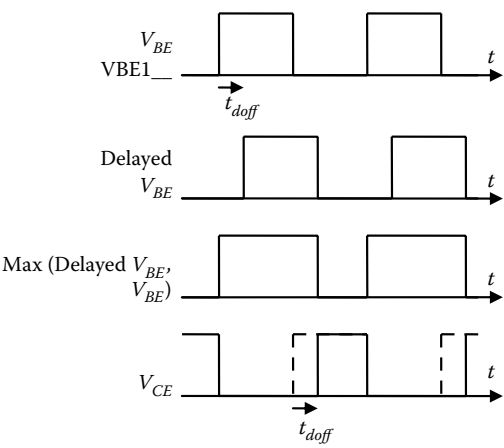 V_BE
VBE1__
t
t_doff
Delayed
V_BE
t
Max (Delayed V_BE,
V_BE)
t
V_CE
t
t_doff